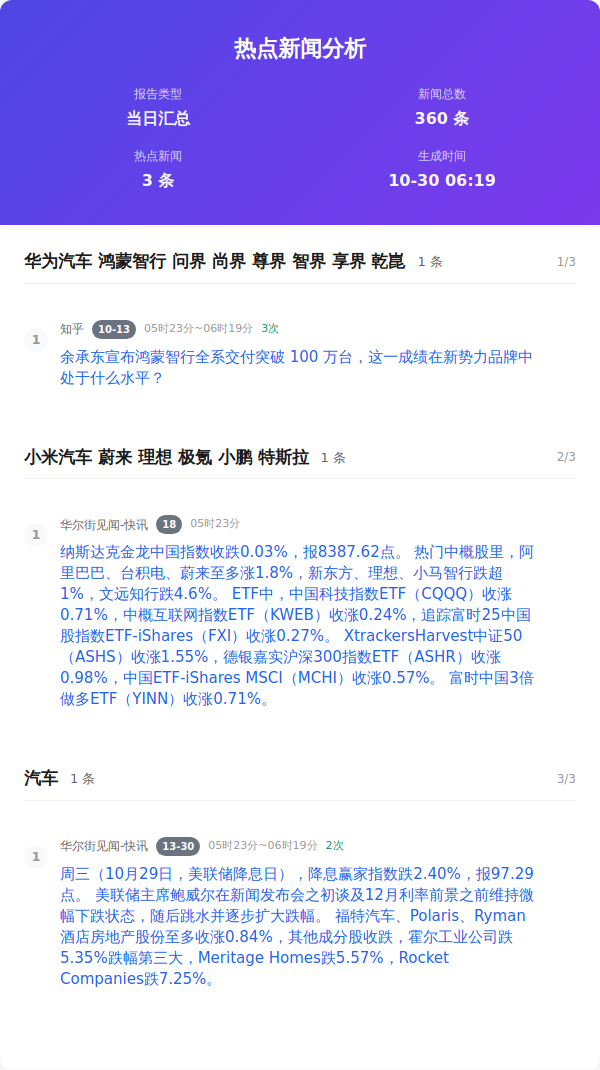 热点新闻分析
报告类型
当日汇总
新闻总数
360 条
热点新闻
3 条
生成时间
10-30 06:19
华为汽车 鸿蒙智行 问界 尚界 尊界 智界 享界 乾崑 1 条 1/3
1
知乎 10-13 05时23分~06时19分 3次
余承东宣布鸿蒙智行全系交付突破 100 万台，这一成绩在新势力品牌中
处于什么水平？
小米汽车 蔚来 理想 极氪 小鹏 特斯拉 1 条 2/3
1
华尔街见闻-快讯 18 05时23分
纳斯达克金龙中国指数收跌0.03%，报8387.62点。 热门中概股里，阿
里巴巴、台积电、蔚来至多涨1.8%，新东方、理想、小马智行跌超
1%，文远知行跌4.6%。 ETF中，中国科技指数ETF（CQQQ）收涨
0.71%，中概互联网指数ETF（KWEB）收涨0.24%，追踪富时25中国
股指数ETF-iShares（FXI）收涨0.27%。 XtrackersHarvest中证50
（ASHS）收涨1.55%，德银嘉实沪深300指数ETF（ASHR）收涨
0.98%，中国ETF-iShares MSCI（MCHI）收涨0.57%。 富时中国3倍
做多ETF（YINN）收涨0.71%。
汽车 1 条 3/3
1
华尔街见闻-快讯 13-30 05时23分~06时19分 2次
周三（10月29日，美联储降息日），降息赢家指数跌2.40%，报97.29
点。 美联储主席鲍威尔在新闻发布会之初谈及12月利率前景之前维持微
幅下跌状态，随后跳水并逐步扩大跌幅。 福特汽车、Polaris、Ryman
酒店房地产股份至多收涨0.84%，其他成分股收跌，霍尔工业公司跌
5.35%跌幅第三大，Meritage Homes跌5.57%，Rocket
Companies跌7.25%。